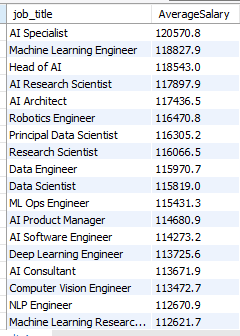 job_title AverageSalary
AI Specialist 120570.8
Machine Learning Engineer 118827.9
Head of AI 118543.0
AI Research Scientist 117897.9
AI Architect 117436.5
Robotics Engineer 116470.8
Principal Data Scientist 116305.2
Research Scientist 116066.5
Data Engineer 115970.7
Data Scientist 115819.0
ML Ops Engineer 115431.3
AI Product Manager 114680.9
AI Software Engineer 114273.2
Deep Learning Engineer 113725.6
AI Consultant 113671.9
Computer Vision Engineer 113472.7
NLP Engineer 112670.9
Machine Learning Researc... 112621.7